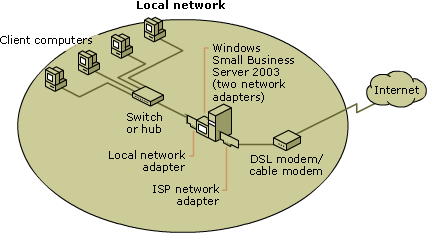 Local network
Client computers
Windows
Small Business
Server 2003
(two network
adapters)
Internet
Switch
or hub
Local network
adapter
DSL modem/
cable modem
ISP network
adapter